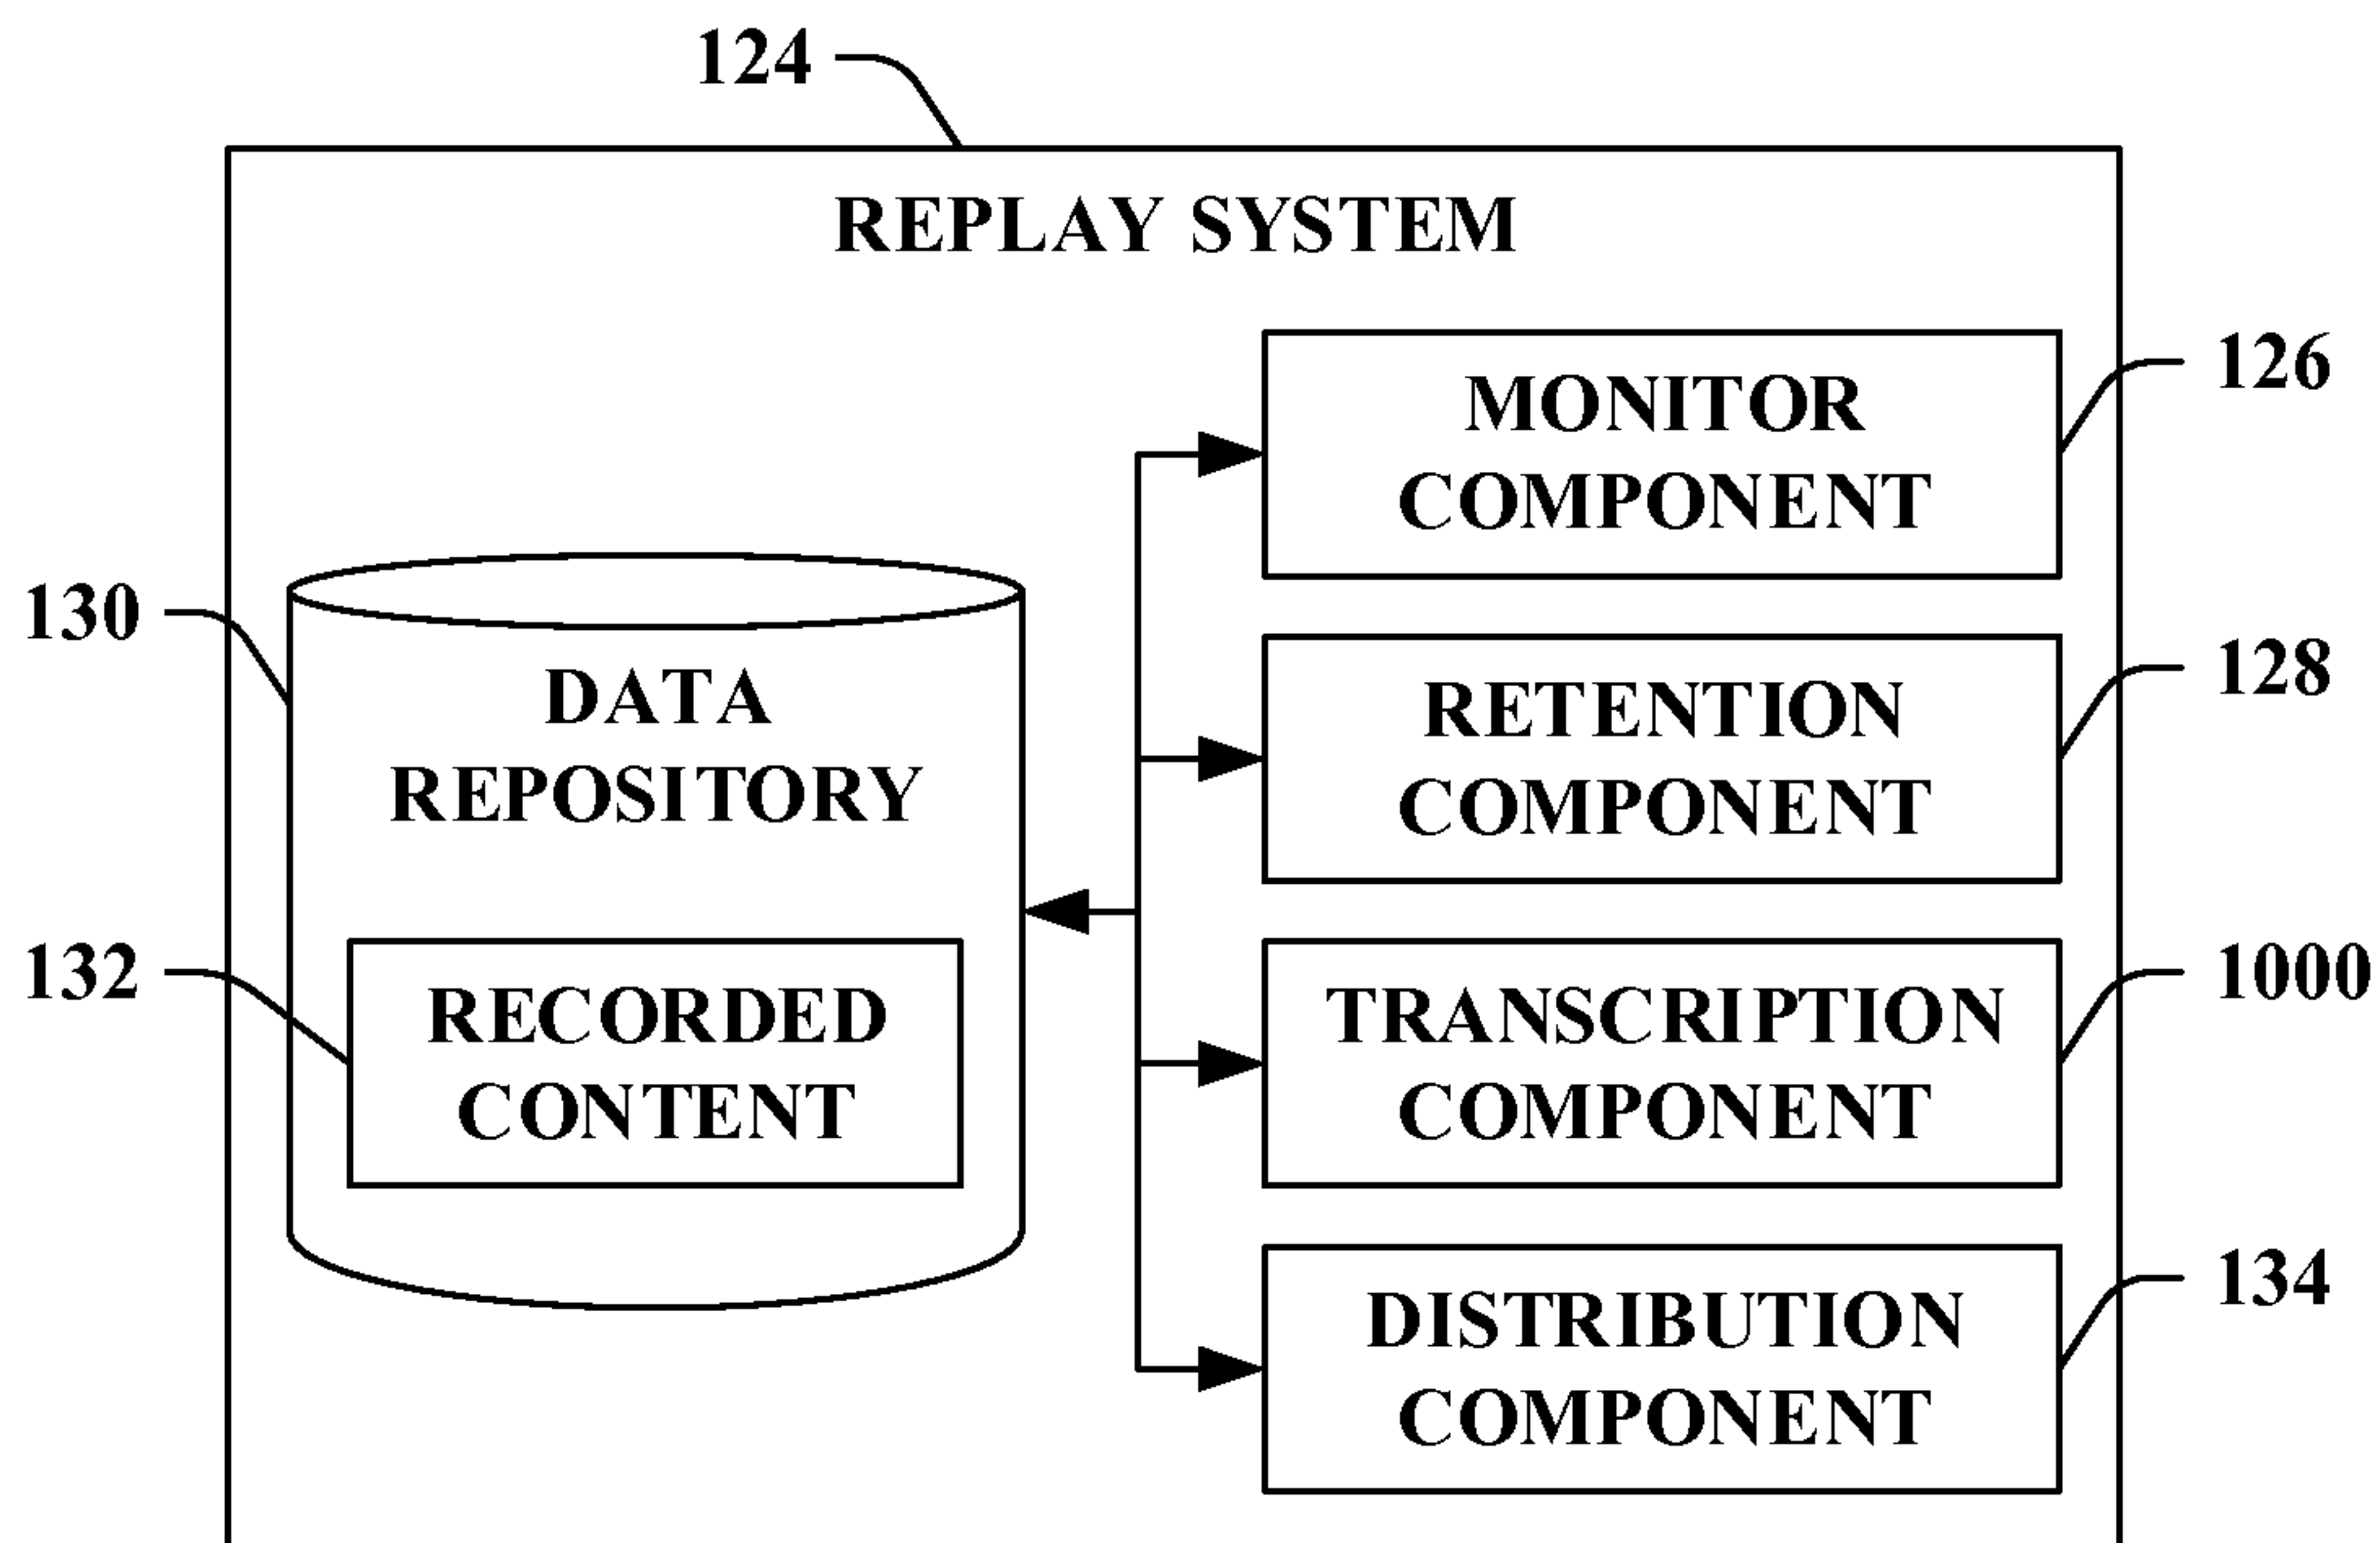 124
REPLAY SYSTEM
MONITOR
COMPONENT
126
130
DATA
REPOSITORY
RETENTION
COMPONENT
128
132
RECORDED
CONTENT
TRANSCRIPTION
COMPONENT
1000
DISTRIBUTION
COMPONENT
134